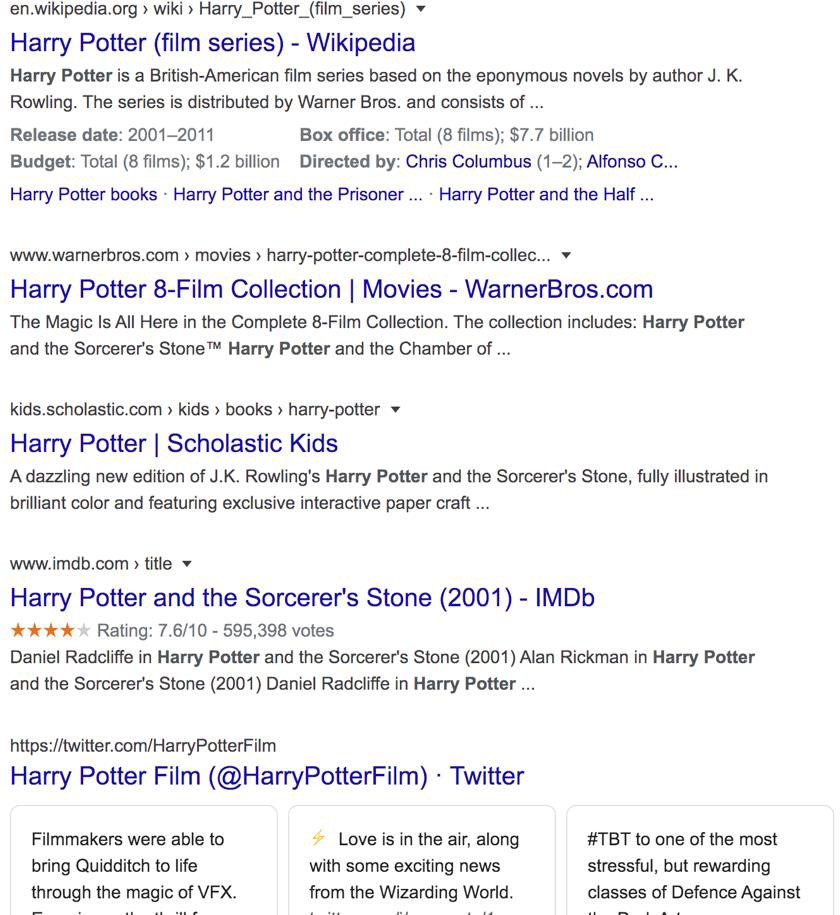 en.wikipedia.org › wiki › Harry_Potter_(film_series)
Harry Potter (film series) - Wikipedia
Harry Potter is a British-American film series based on the eponymous novels by author J. K.
Rowling. The series is distributed by Warner Bros. and consists of ...
Release date: 2001–2011 Box office: Total (8 films); $7.7 billion
Budget: Total (8 films); $1.2 billion Directed by: Chris Columbus (1–2); Alfonso C...
Harry Potter books · Harry Potter and the Prisoner ... · Harry Potter and the Half ...
www.warnerbros.com › movies › harry-potter-complete-8-film-collec...
Harry Potter 8-Film Collection | Movies - WarnerBros.com
The Magic Is All Here in the Complete 8-Film Collection. The collection includes: Harry Potter
and the Sorcerer's Stone™ Harry Potter and the Chamber of ...
kids.scholastic.com › kids › books › harry-potter
Harry Potter | Scholastic Kids
A dazzling new edition of J.K. Rowling's Harry Potter and the Sorcerer's Stone, fully illustrated in
brilliant color and featuring exclusive interactive paper craft ...
www.imdb.com › title
Harry Potter and the Sorcerer's Stone (2001) - IMDb
Rating: 7.6/10 - 595,398 votes
Daniel Radcliffe in Harry Potter and the Sorcerer's Stone (2001) Alan Rickman in Harry Potter
and the Sorcerer's Stone (2001) Daniel Radcliffe in Harry Potter ...
https://twitter.com/HarryPotterFilm
Harry Potter Film (@HarryPotterFilm) · Twitter
Filmmakers were able to
bring Quidditch to life
through the magic of VFX.
⚡ Love is in the air, along
with some exciting news
from the Wizarding World.
#TBT to one of the most
stressful, but rewarding
classes of Defence Against